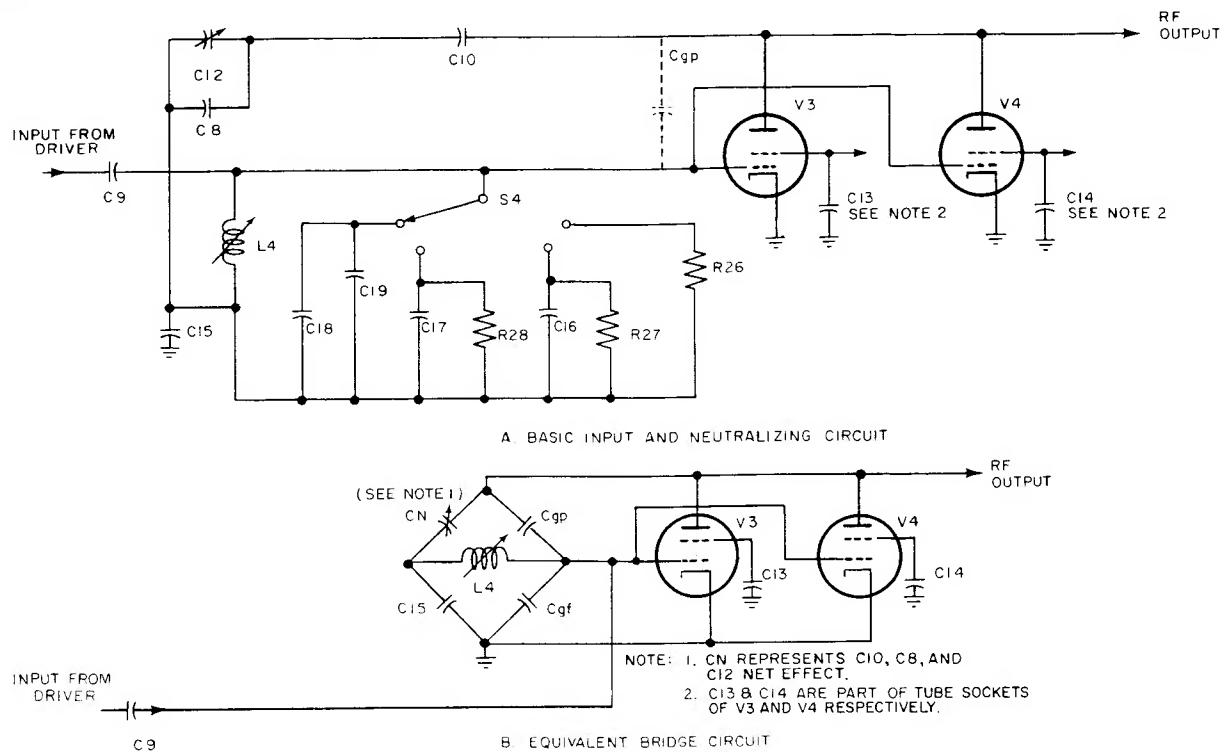 RF
OUTPUT
C12
C10
Cgp
C8
V3
V4
INPUT FROM
DRIVER
C9
S4
C13
SEE NOTE 2
C14
SEE NOTE 2
L4
R26
C19
C15
C18
C17
R28
C16
R27
A. BASIC INPUT AND NEUTRALIZING CIRCUIT
RF
OUTPUT
(SEE NOTE 1)
CN
Cgp
V3
V4
L4
C13
C14
C15
Cgf
NOTE: 1. CN REPRESENTS C10, C8, AND
C12 NET EFFECT.
2. C13 & C14 ARE PART OF TUBE SOCKETS
OF V3 AND V4 RESPECTIVELY.
INPUT FROM
DRIVER
C9
B. EQUIVALENT BRIDGE CIRCUIT